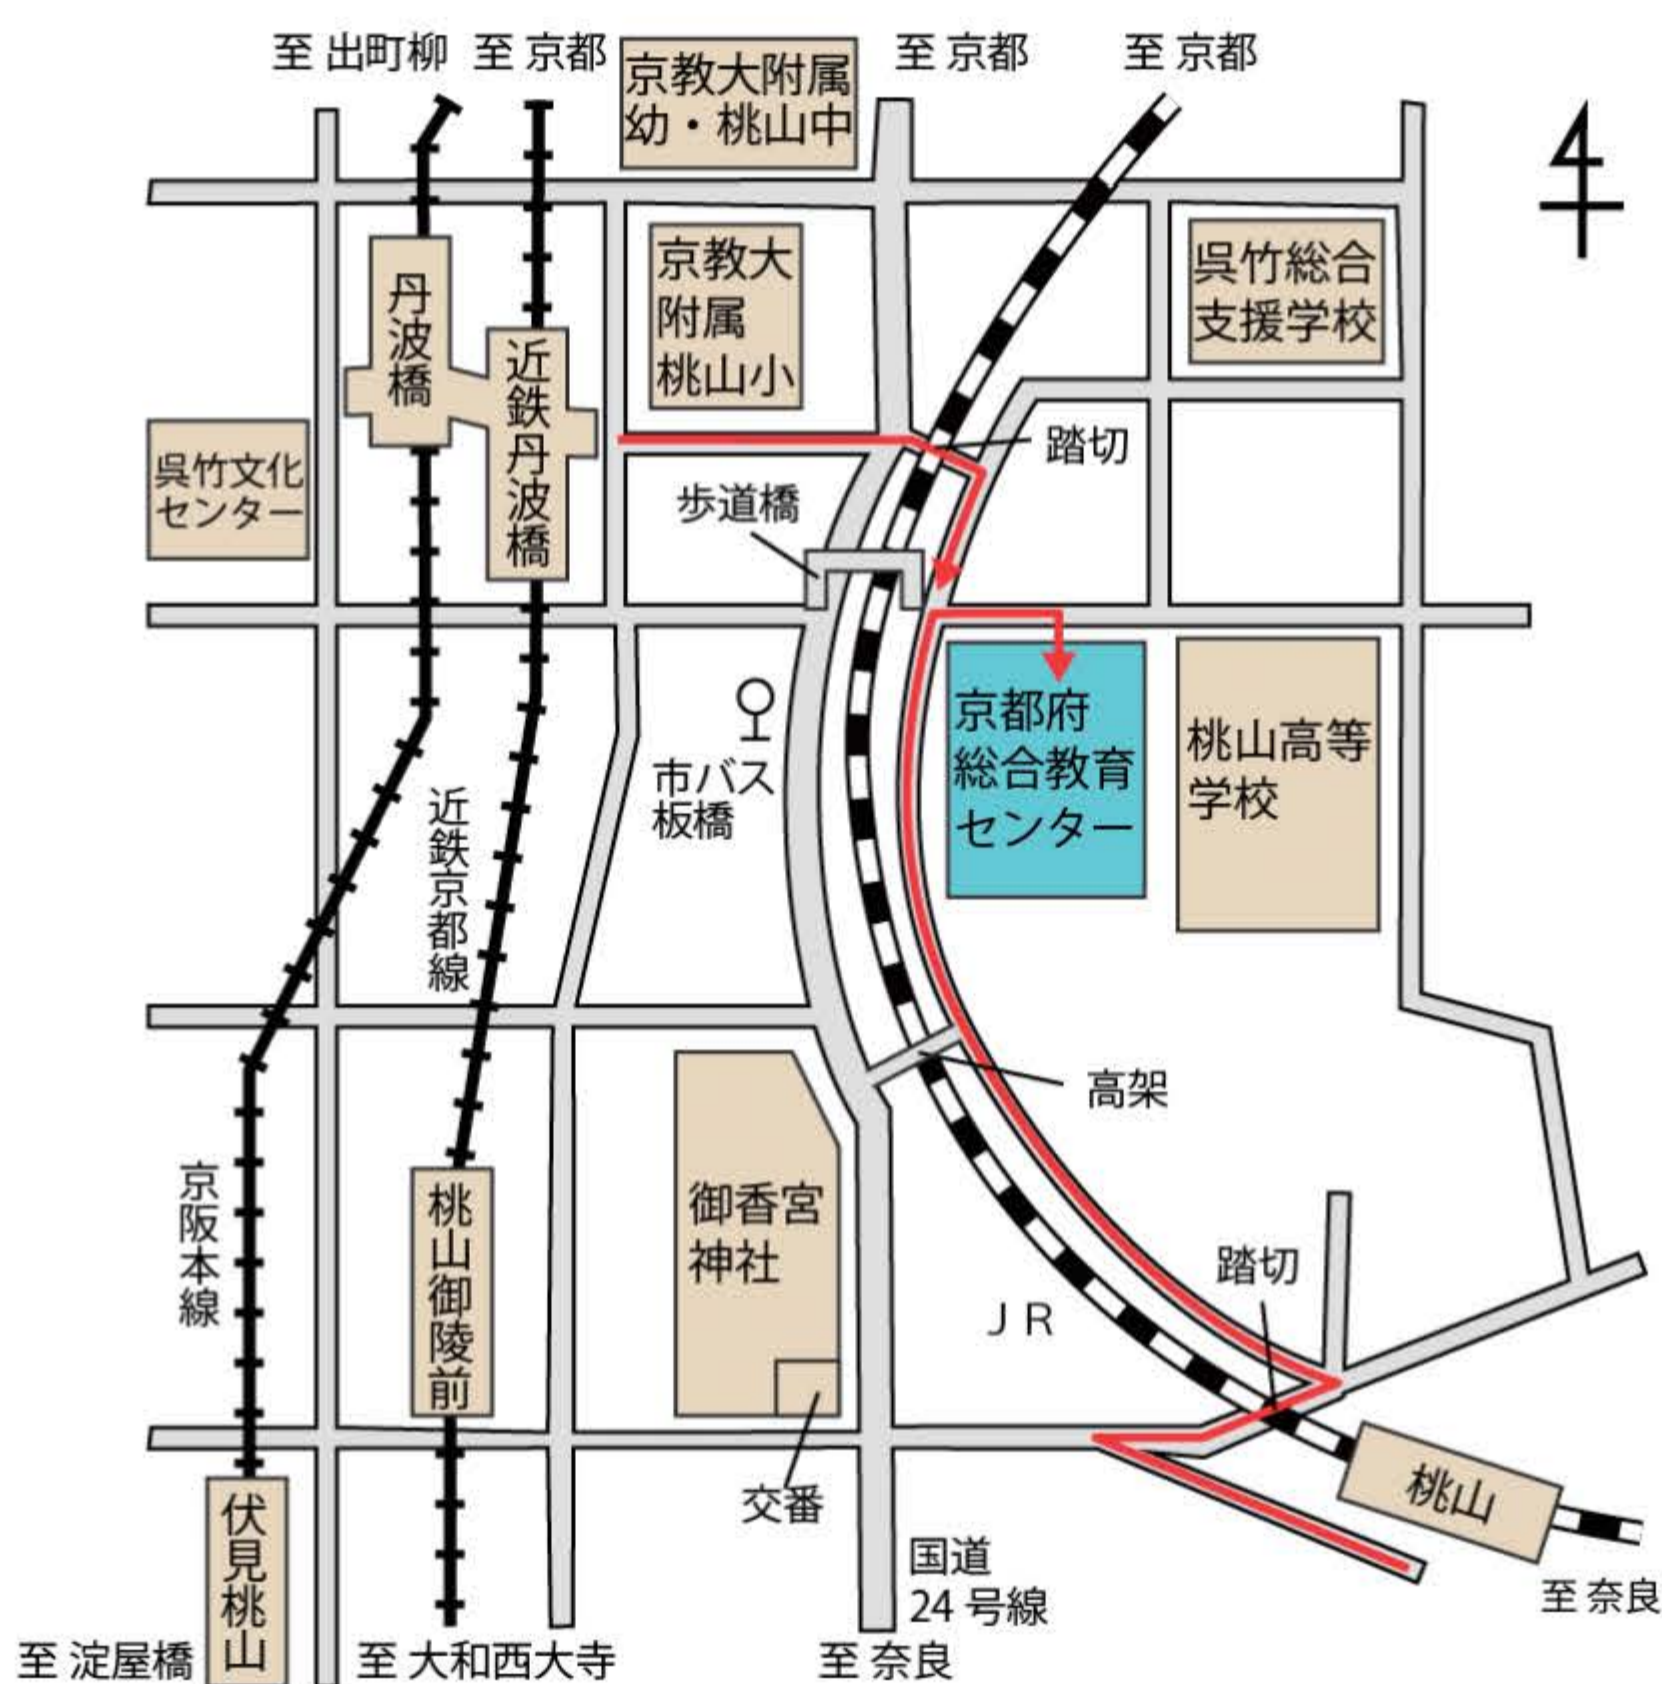 至 出町柳
至 京都
京教大附属
幼・桃山中
至 京都
至 京都
京教大
附属
桃山小
呉竹総合
支援学校
丹波橋
近鉄丹波橋
呉竹文化
センター
踏切
歩道橋
京都府
総合教育
センター
桃山高等
学校
市バス
板橋
近鉄京都線
高架
御香宮
神社
京阪本線
桃山御陵前
踏切
ＪＲ
交番
桃山
伏見桃山
国道
24 号線
至 奈良
至 淀屋橋
至 大和西大寺
至 奈良